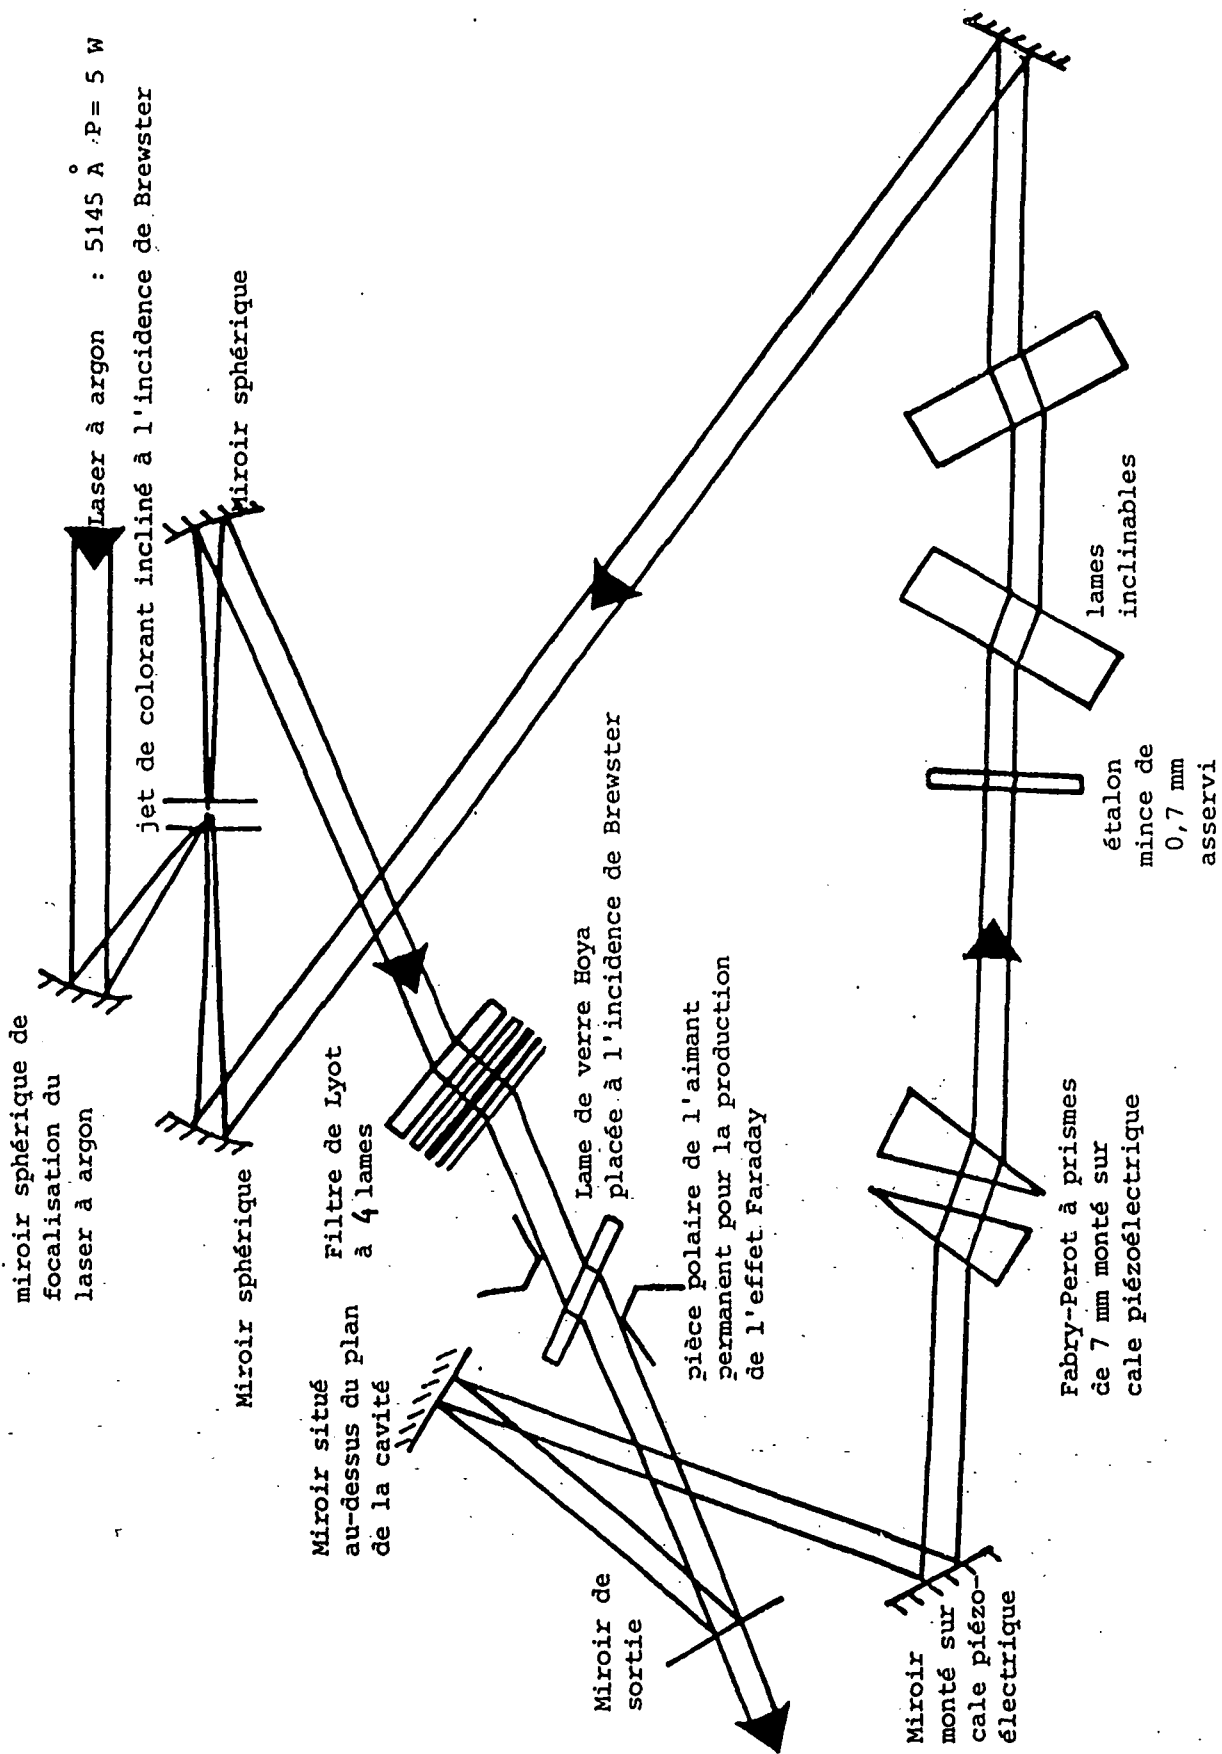 miroir sphérique de
focalisation du
laser à argon
Laser à argon : 5145 Å P= 5 W
jet de colorant incliné à l'incidence de Brewster
Miroir sphérique
Miroir sphérique
Filtre de Lyot
à 4 lames
Lame de verre Hoya
placée à l'incidence de Brewster
Miroir situé
au-dessus du plan
de la cavité
pièce polaire de l'aimant
permanent pour la production
de l'effet Faraday
Miroir de
sortie
Miroir
monté sur
cale piézo-
électrique
Fabry-Perot à prismes
de 7 mm monté sur
cale piézoélectrique
étalon
mince de
0,7 mm
asservi
lames
inclinables